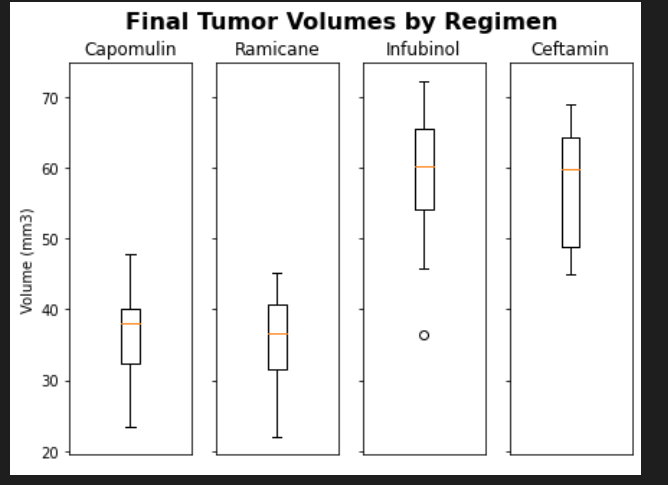 Final Tumor Volumes by Regimen
Capomulin Ramicane Infubinol Ceftamin
Volume (mm3)
70
60
50
40
30
20